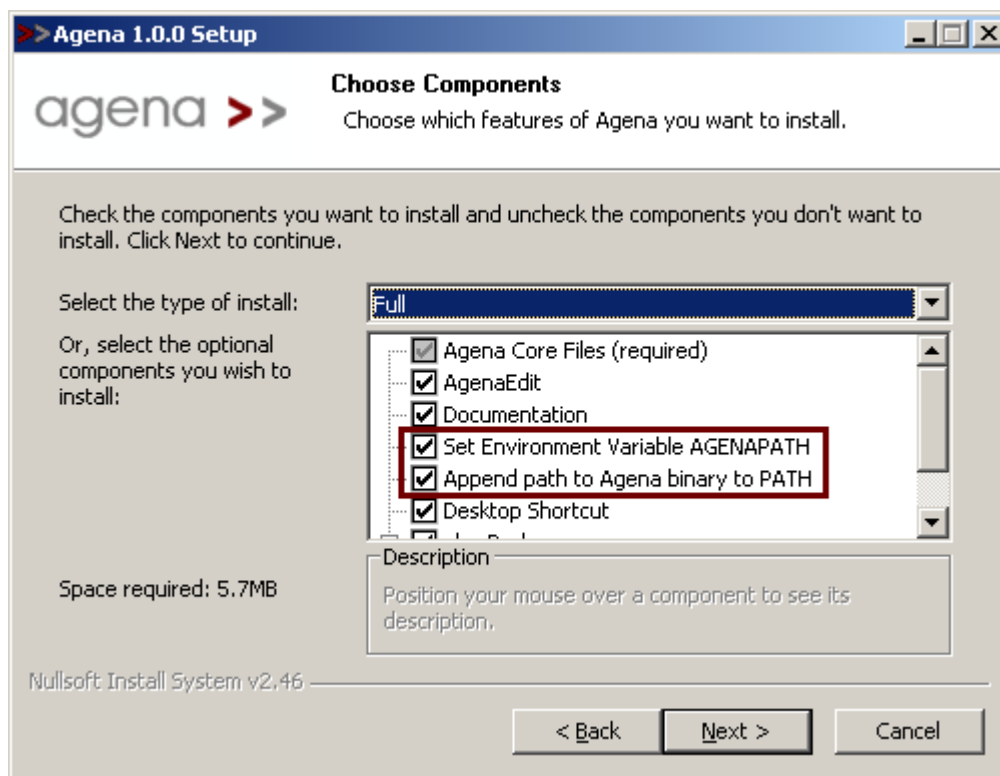 Agena 1.0.0 Setup
agena >>
Choose Components
Choose which features of Agena you want to install.
Check the components you want to install and uncheck the components you don't want to
install. Click Next to continue.
Select the type of install:
Full
Or, select the optional
components you wish to
install:
Agena Core Files (required)
AgenaEdit
Documentation
Set Environment Variable AGENAPATH
Append path to Agena binary to PATH
Desktop Shortcut
Space required: 5.7MB
Description
Position your mouse over a component to see its
description.
Nullsoft Install System v2.46
< Back
Next >
Cancel